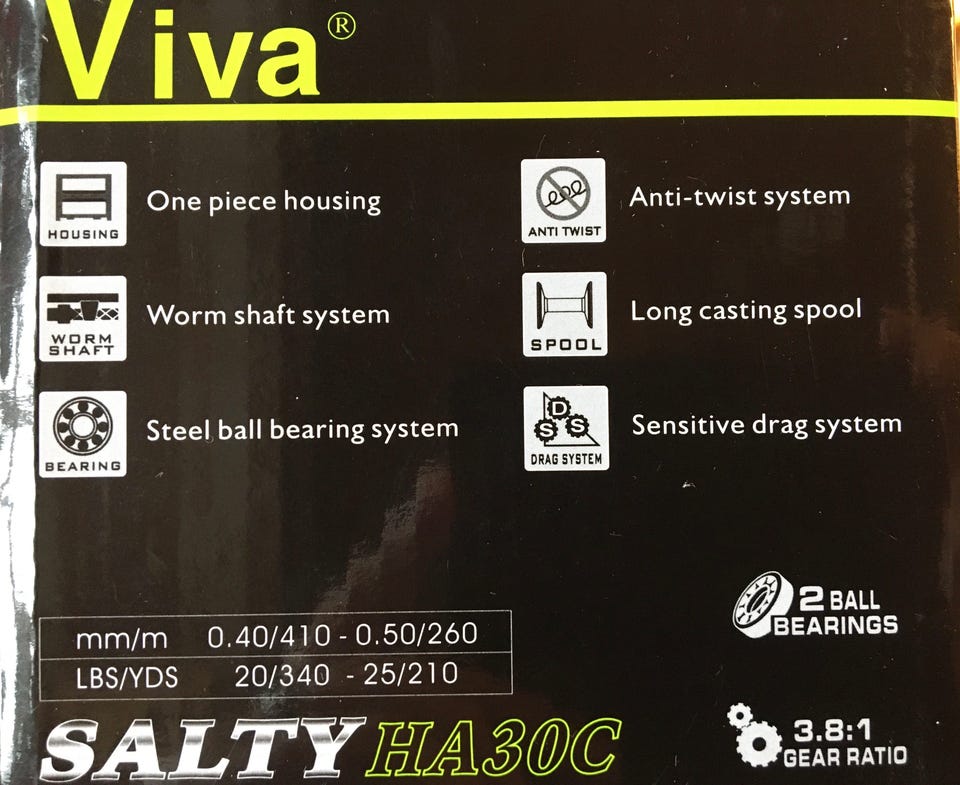 Viva®
HOUSING
One piece housing
ANTI TWIST
Anti-twist system
WORM
SHAFT
Worm shaft system
SPOOL
Long casting spool
BEARING
Steel ball bearing system
D
S S
DRAG SYSTEM
Sensitive drag system
2 BALL
BEARINGS
mm/m 0.40/410 - 0.50/260
LBS/YDS 20/340 - 25/210
SALTY HA30C
3.8:1
GEAR RATIO